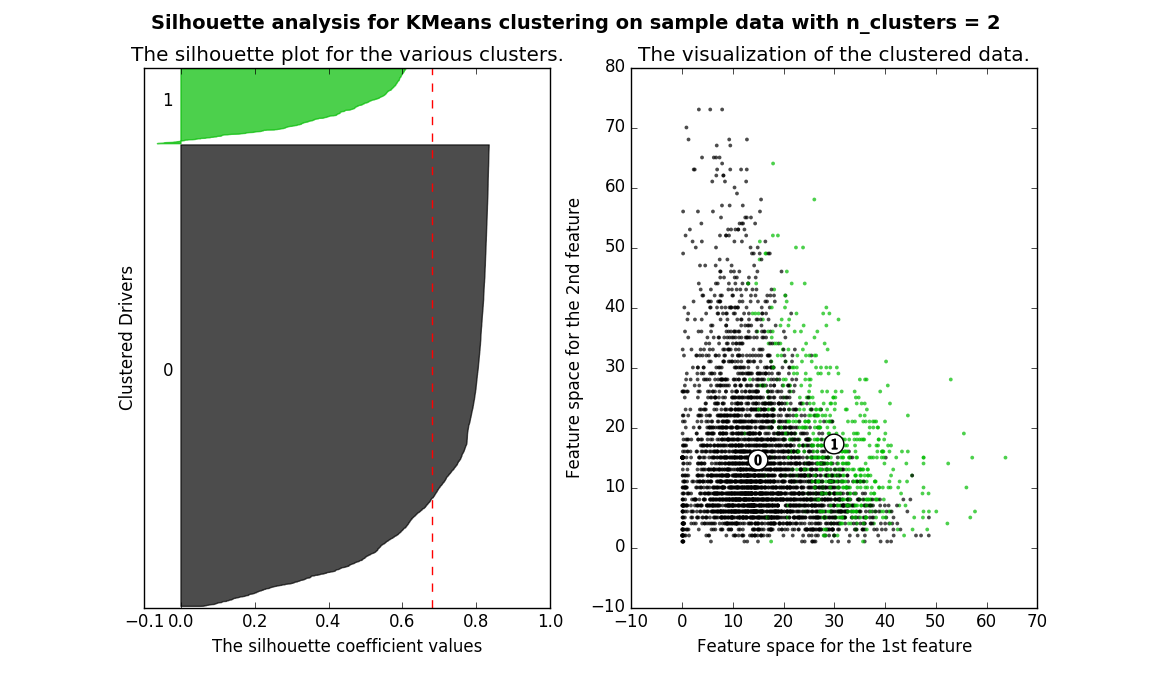 Silhouette analysis for KMeans clustering on sample data with n_clusters = 2
The silhouette plot for the various clusters.
1
0
Clustered Drivers
−0.1 0.0 0.2 0.4 0.6 0.8 1.0
The silhouette coefficient values
The visualization of the clustered data.
80
70
60
50
40
30
20
10
0
−10
Feature space for the 2nd feature
0
1
−10 0 10 20 30 40 50 60 70
Feature space for the 1st feature